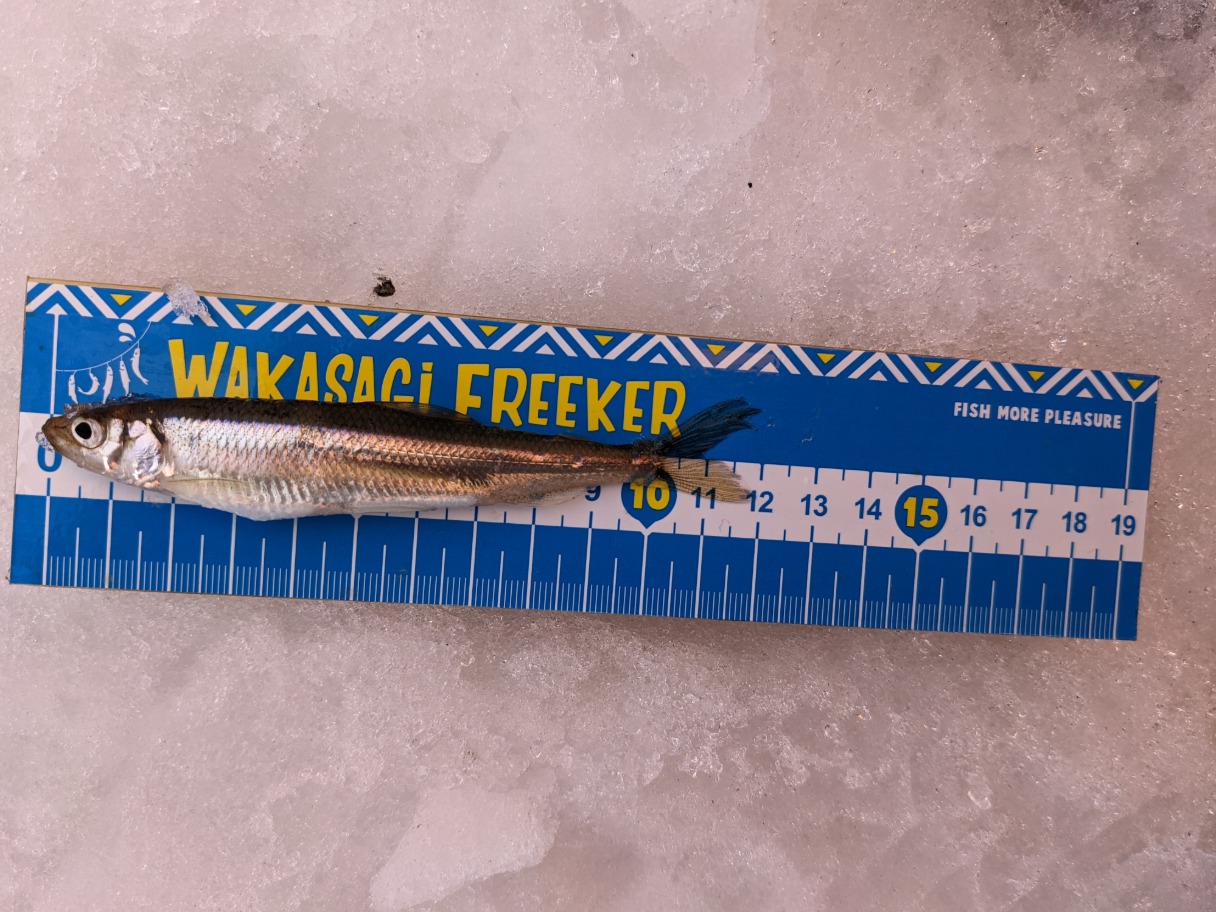 WAKASAGI FREEKER
FISH MORE PLEASURE
0 9 10 11 12 13 14 15 16 17 18 19